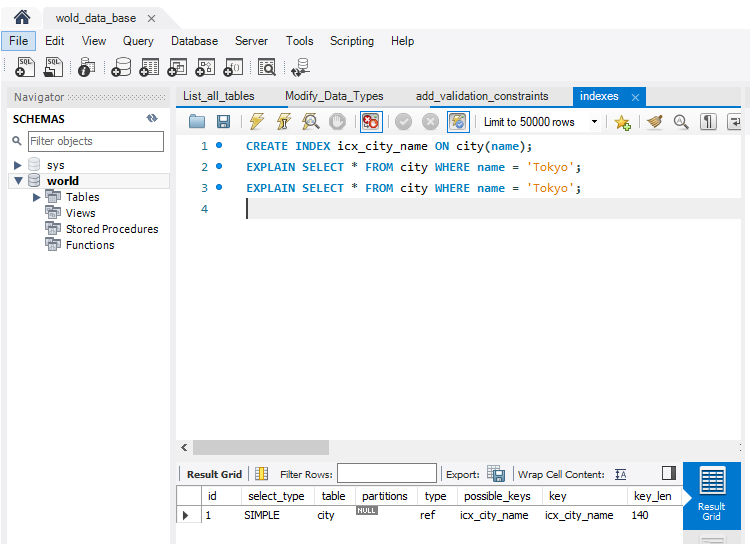 wold_data_base
File Edit View Query Database Server Tools Scripting Help
Navigator
SCHEMAS
Filter objects
sys
world
Tables
Views
Stored Procedures
Functions
List_all_tables Modify_Data_Types add_validation_constraints indexes
Limit to 50000 rows
1 CREATE INDEX icx_city_name ON city(name);
2 EXPLAIN SELECT * FROM city WHERE name = 'Tokyo';
3 EXPLAIN SELECT * FROM city WHERE name = 'Tokyo';
4
Result Grid Filter Rows: Export: Wrap Cell Content: IA
id select_type table partitions type possible_keys key key_len
1 SIMPLE city NULL ref icx_city_name icx_city_name 140
Result
Grid